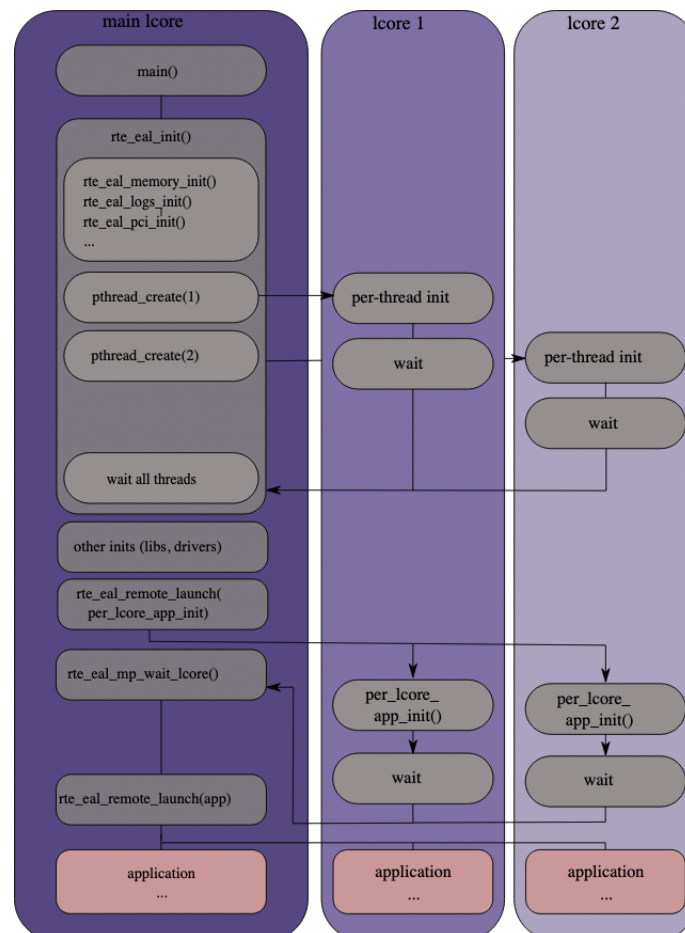 main lcore
main()
rte_eal_init()
rte_eal_memory_init()
rte_eal_logs_init()
rte_eal_pci_init()
...
pthread_create(1)
pthread_create(2)
wait all threads
other inits (libs, drivers)
rte_eal_remote_launch(
per_lcore_app_init)
rte_eal_mp_wait_lcore()
rte_eal_remote_launch(app)
application
...
lcore 1
per-thread init
wait
per_lcore_
app_init()
wait
application
...
lcore 2
per-thread init
wait
per_lcore_
app_init()
wait
application
...